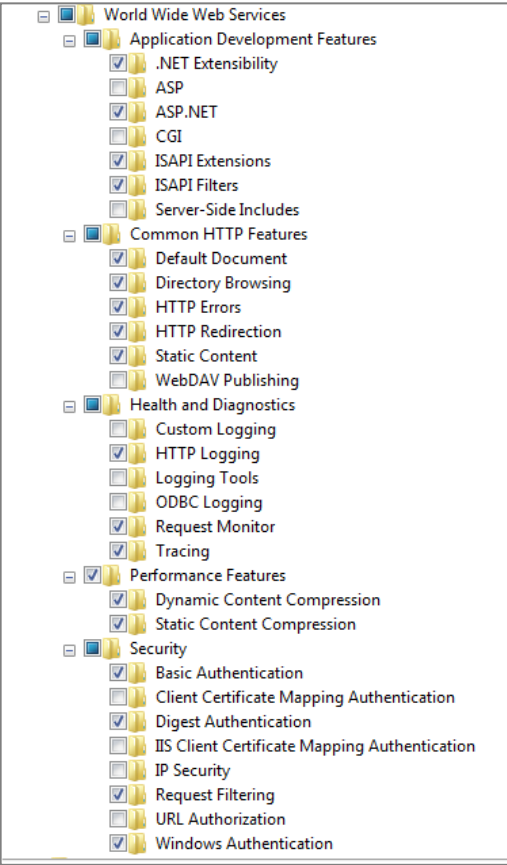 World Wide Web Services
Application Development Features
.NET Extensibility
ASP
ASP.NET
CGI
ISAPI Extensions
ISAPI Filters
Server-Side Includes
Common HTTP Features
Default Document
Directory Browsing
HTTP Errors
HTTP Redirection
Static Content
WebDAV Publishing
Health and Diagnostics
Custom Logging
HTTP Logging
Logging Tools
ODBC Logging
Request Monitor
Tracing
Performance Features
Dynamic Content Compression
Static Content Compression
Security
Basic Authentication
Client Certificate Mapping Authentication
Digest Authentication
IIS Client Certificate Mapping Authentication
IP Security
Request Filtering
URL Authorization
Windows Authentication